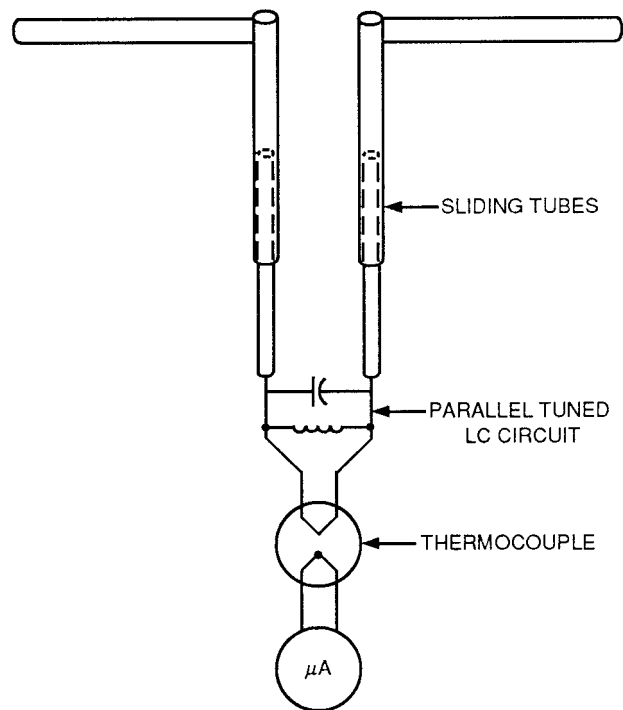 SLIDING TUBES
PARALLEL TUNED
LC CIRCUIT
THERMOCOUPLE
μA